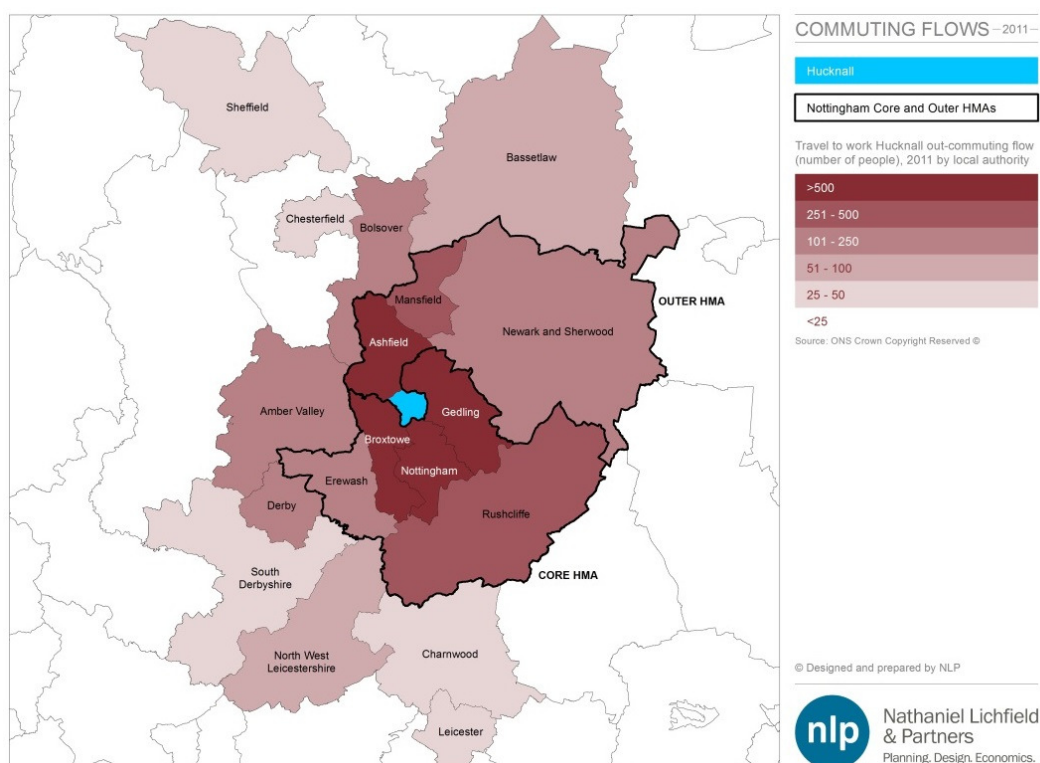 Sheffield
Bassetlaw
Chesterfield
Bolsover
Mansfield
OUTER HMA
Newark and Sherwood
Ashfield
Amber Valley
Gedling
Broxtowe
Nottingham
Erewash
Derby
Rushcliffe
South
Derbyshire
CORE HMA
North West
Leicestershire
Charnwood
Leicester
COMMUTING FLOWS – 2011 –
Hucknall
Nottingham Core and Outer HMAs
Travel to work Hucknall out-commuting flow
(number of people), 2011 by local authority
>500
251 - 500
101 - 250
51 - 100
25 - 50
<25
Source: ONS Crown Copyright Reserved ©
© Designed and prepared by NLP
nlp
Nathaniel Lichfield
& Partners
Planning. Design. Economics.